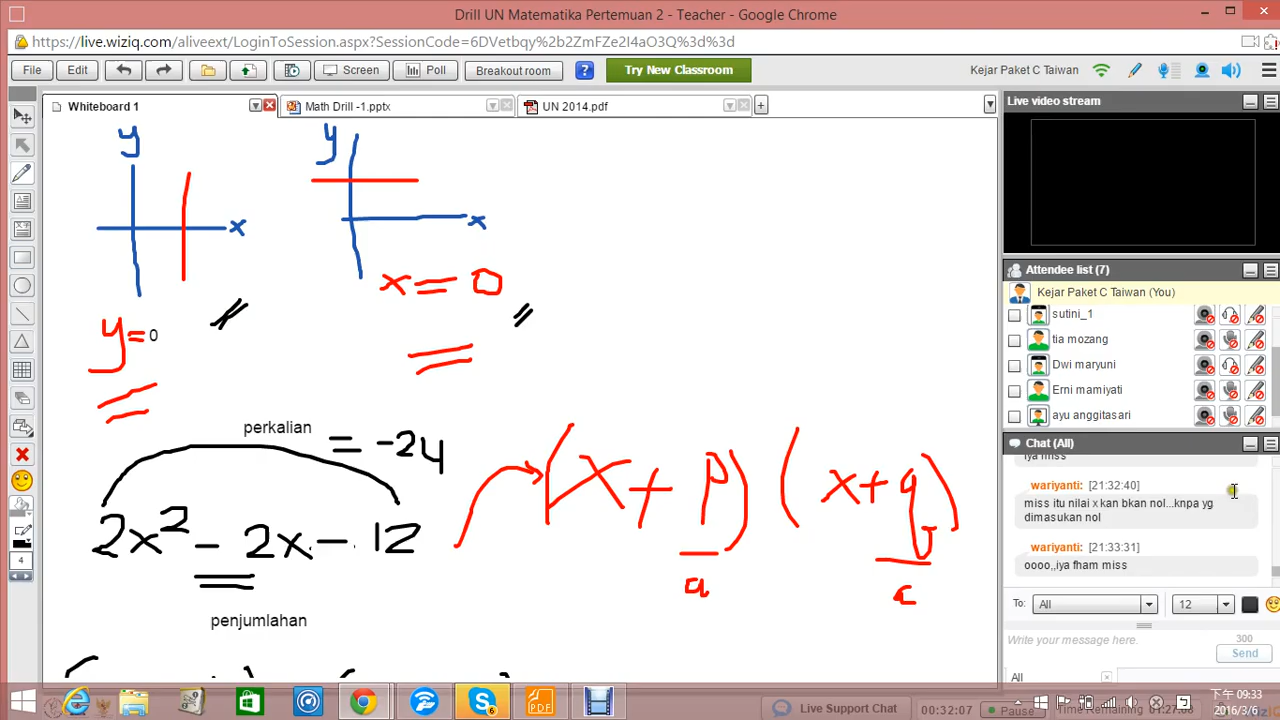 Drill UN Matematika Pertemuan 2 - Teacher - Google Chrome
https://live.wiziq.com/aliveext/LoginToSession.aspx?SessionCode=6DVetbqy%2b2ZmFZe2I4aO3Q%3d%3d
File Edit Screen Poll Breakout room ? Try New Classroom Kejar Paket C Taiwan
Whiteboard 1 Math Drill -1.pptx UN 2014.pdf
Live video stream
y y
x x
x = 0
y=0
Attendee list (7)
Kejar Paket C Taiwan (You)
sutini_1
tia mozang
Dwi maryuni
Erni mamiyati
ayu anggitasari
perkalian = -24
2x² - 2x - 12
penjumlahan
(x + p) (x+q)
a a
Chat (All)
iya miss
wariyanti: [21:32:40]
miss itu nilai x kan bkan nol...knpa yg
dimasukan nol
wariyanti: [21:33:31]
oooo,,iya fham miss
To: All 12
Write your message here... 300
Send
All
4
Live Support Chat Pause Time Remaining 00:32:07
下午 09:33
2016/3/6